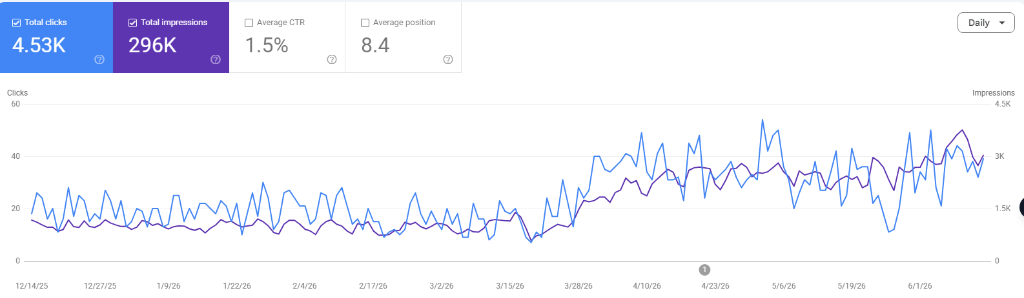 Total clicks
4.53K
Total impressions
296K
Average CTR
1.5%
Average position
8.4
Daily
Clicks
Impressions
60
4.5K
40
3K
20
1.5K
0
0
1
12/14/25 12/27/25 1/9/26 1/22/26 2/4/26 2/17/26 3/2/26 3/15/26 3/28/26 4/10/26 4/23/26 5/6/26 5/19/26 6/1/26